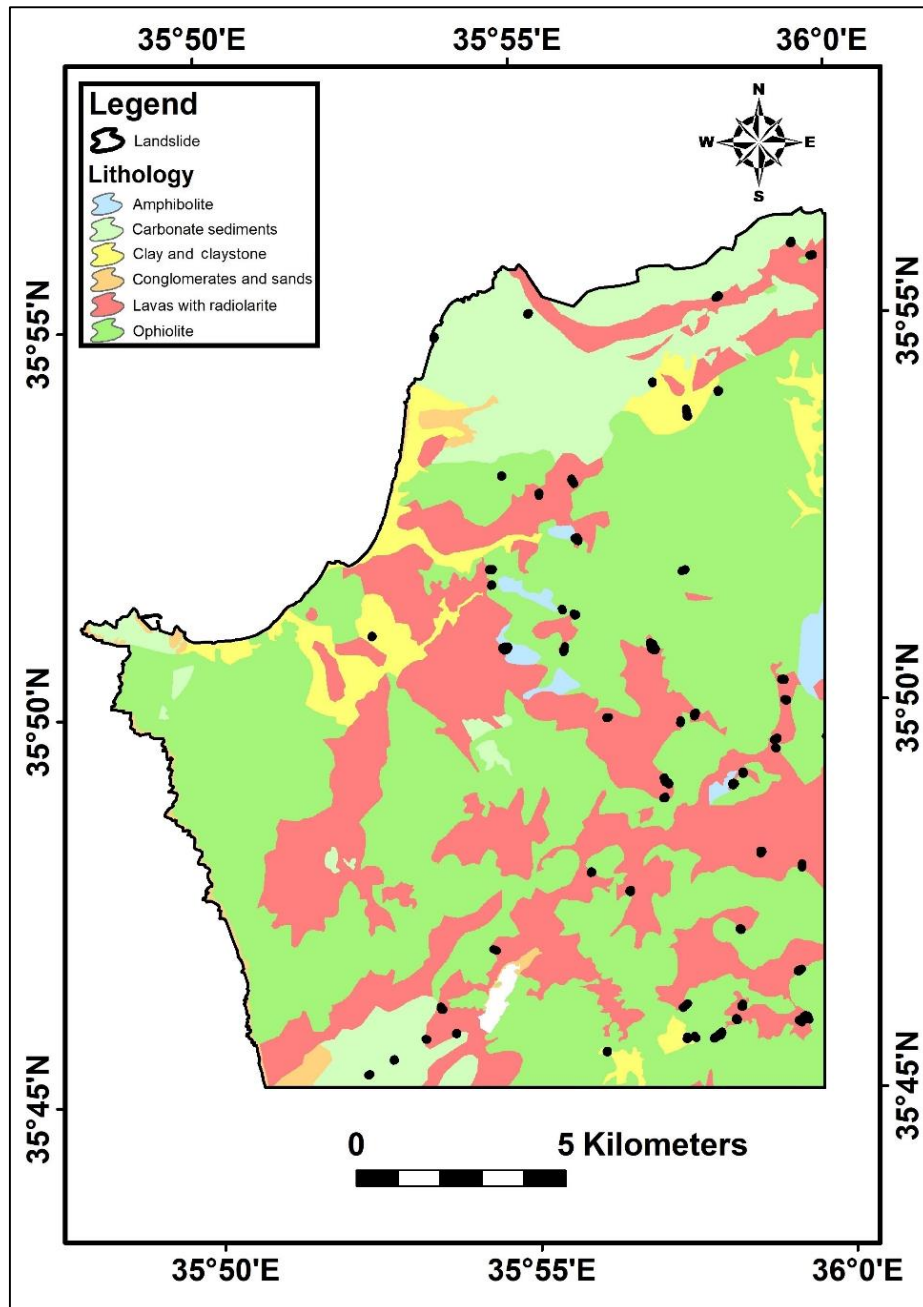 35°50'E 35°55'E 36°0'E
Legend
Landslide
Lithology
Amphibolite
Carbonate sediments
Clay and claystone
Conglomerates and sands
Lavas with radiolarite
Ophiolite
N
W E
S
35°55'N 35°55'N
35°50'N 35°50'N
35°45'N 35°45'N
0 5 Kilometers
35°50'E 35°55'E 36°0'E